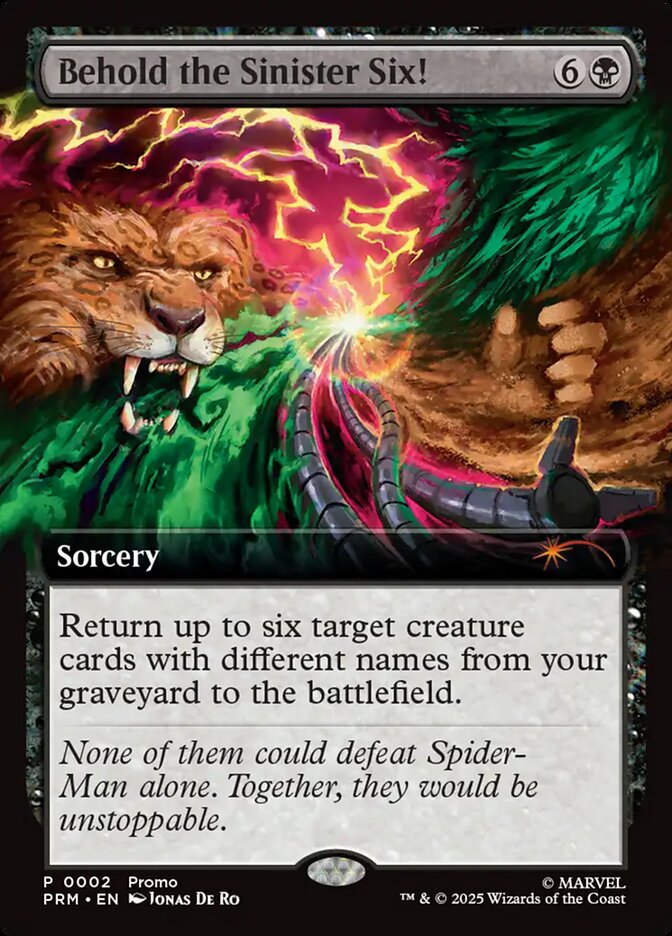 Behold the Sinister Six! 6
Sorcery
Return up to six target creature
cards with different names from your
graveyard to the battlefield.
None of them could defeat Spider-
Man alone. Together, they would be
unstoppable.
P 0002 Promo
PRM • EN Jonas De Ro
© MARVEL
™ & © 2025 Wizards of the Coast